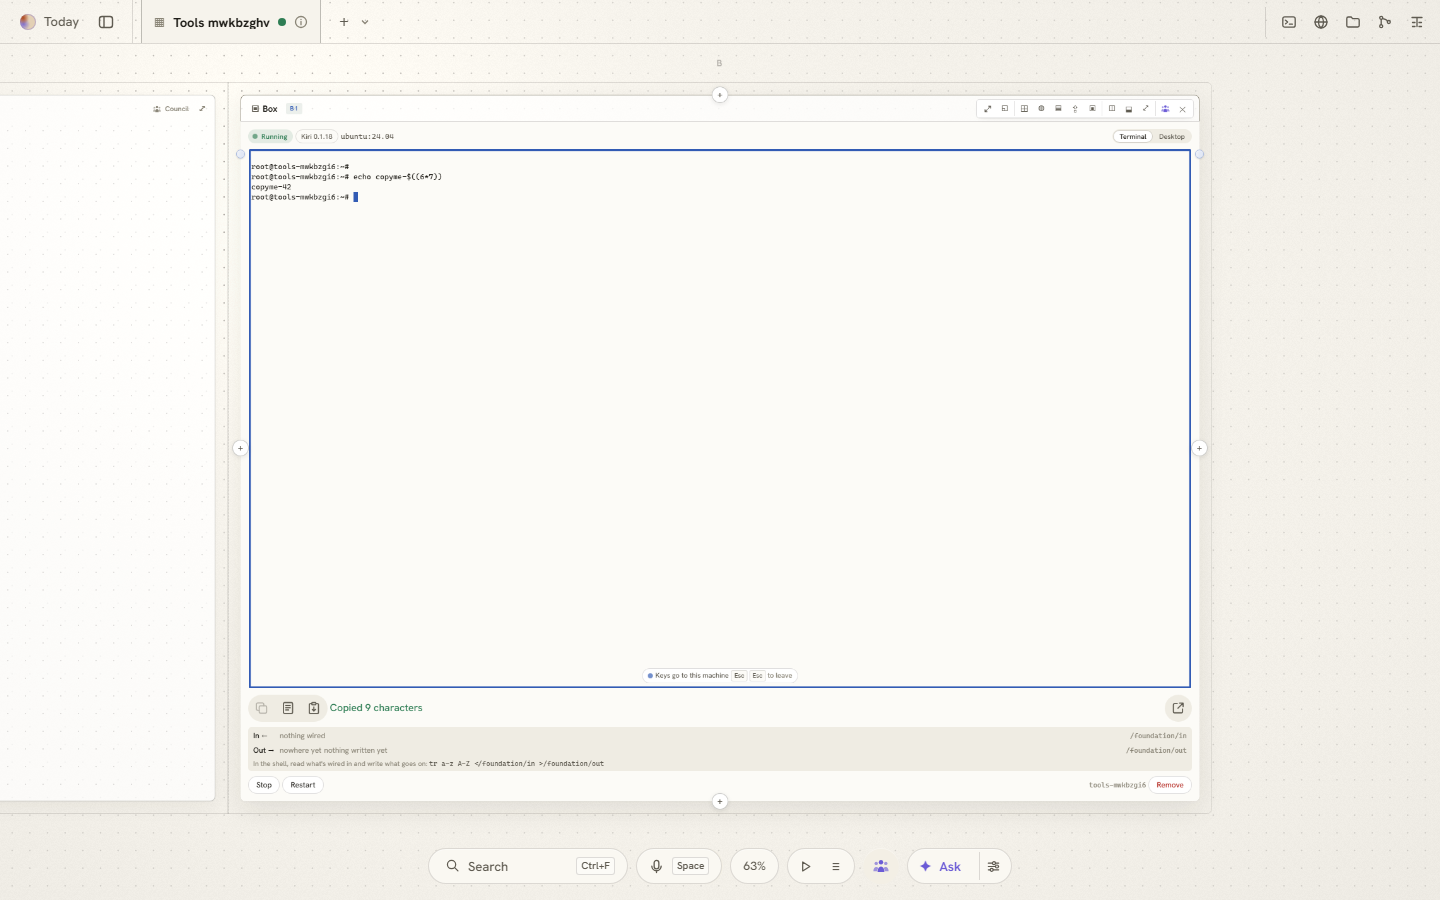 Today
Tools mwkbzghv
B
Council
Box
B1
Running
Kiri 0.1.18
ubuntu:24.04
Terminal
Desktop
root@tools-mwkbzgi6:~#
root@tools-mwkbzgi6:~# echo copyme-$((6*7))
copyme-42
root@tools-mwkbzgi6:~#
Keys go to this machine Esc Esc to leave
Copied 9 characters
In ← nothing wired
/foundation/in
Out → nowhere yet nothing written yet
/foundation/out
In the shell, read what's wired in and write what goes on: tr a-z A-Z </foundation/in >/foundation/out
Stop
Restart
tools-mwkbzgi6
Remove
Search
Ctrl+F
Space
63%
Ask